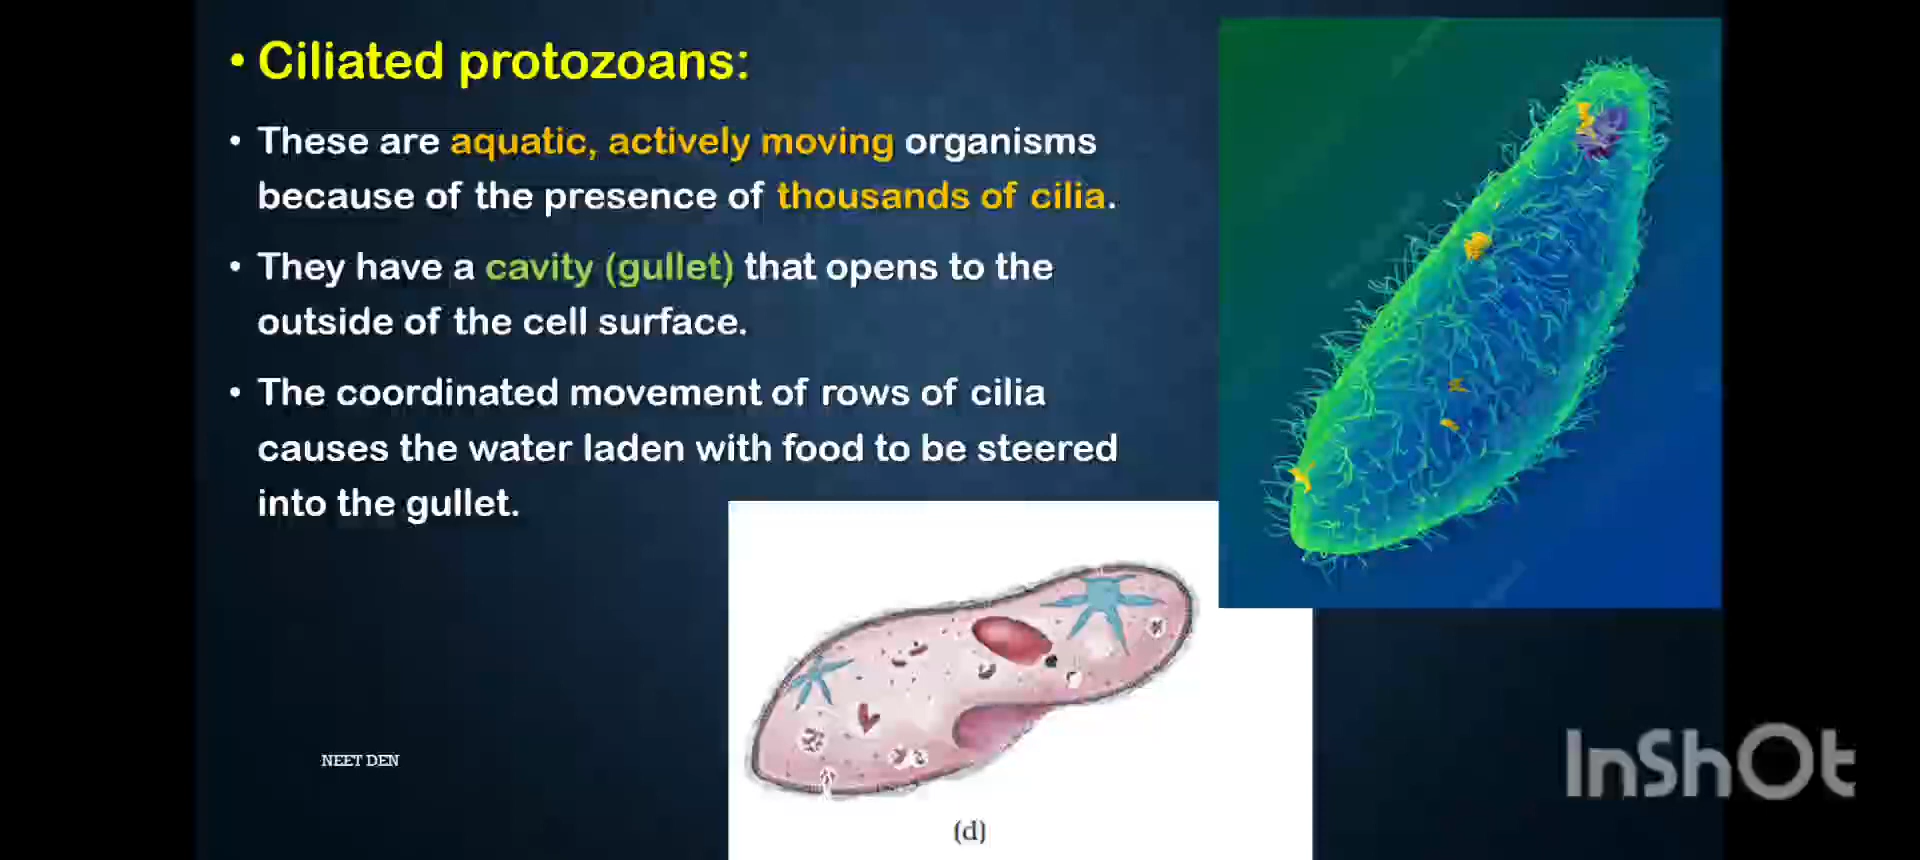 • Ciliated protozoans:
• These are aquatic, actively moving organisms
because of the presence of thousands of cilia.
• They have a cavity (gullet) that opens to the
outside of the cell surface.
• The coordinated movement of rows of cilia
causes the water laden with food to be steered
into the gullet.
(d)
NEET DEN
InShOt